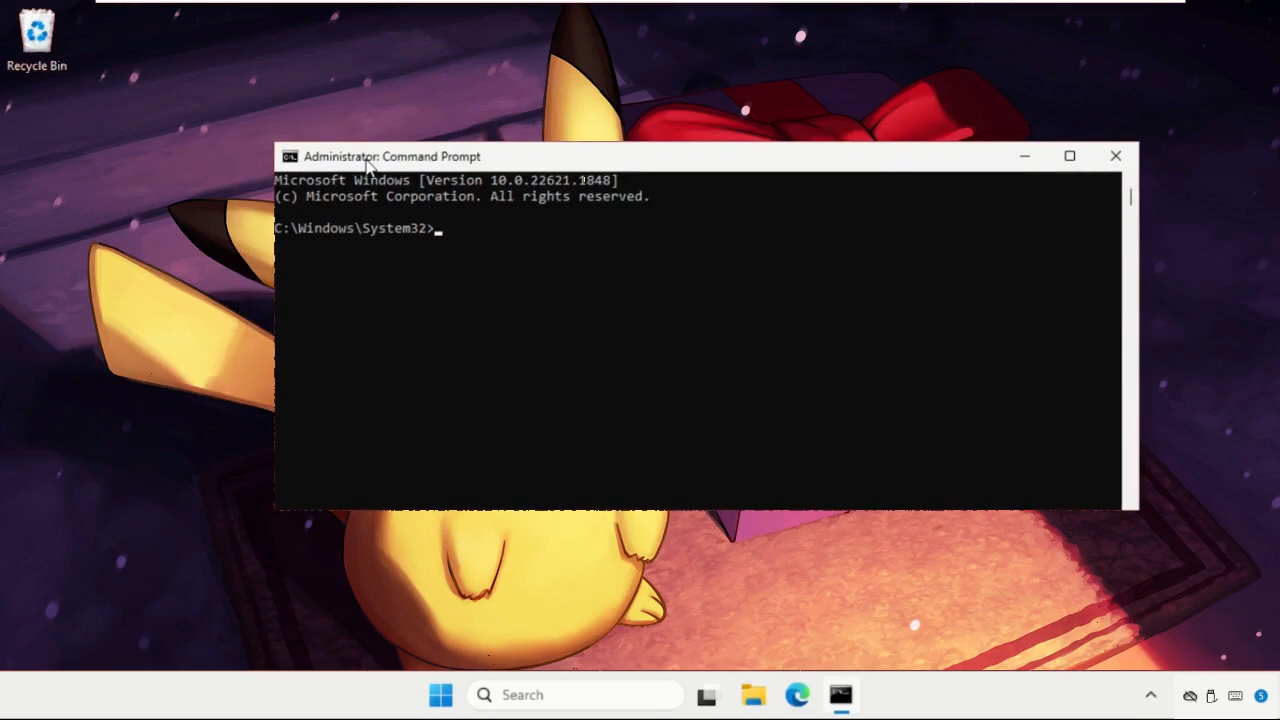 Recycle Bin
Administrator: Command Prompt
Microsoft Windows [Version 10.0.22621.1848]
(c) Microsoft Corporation. All rights reserved.
C:\Windows\System32>
Search
5